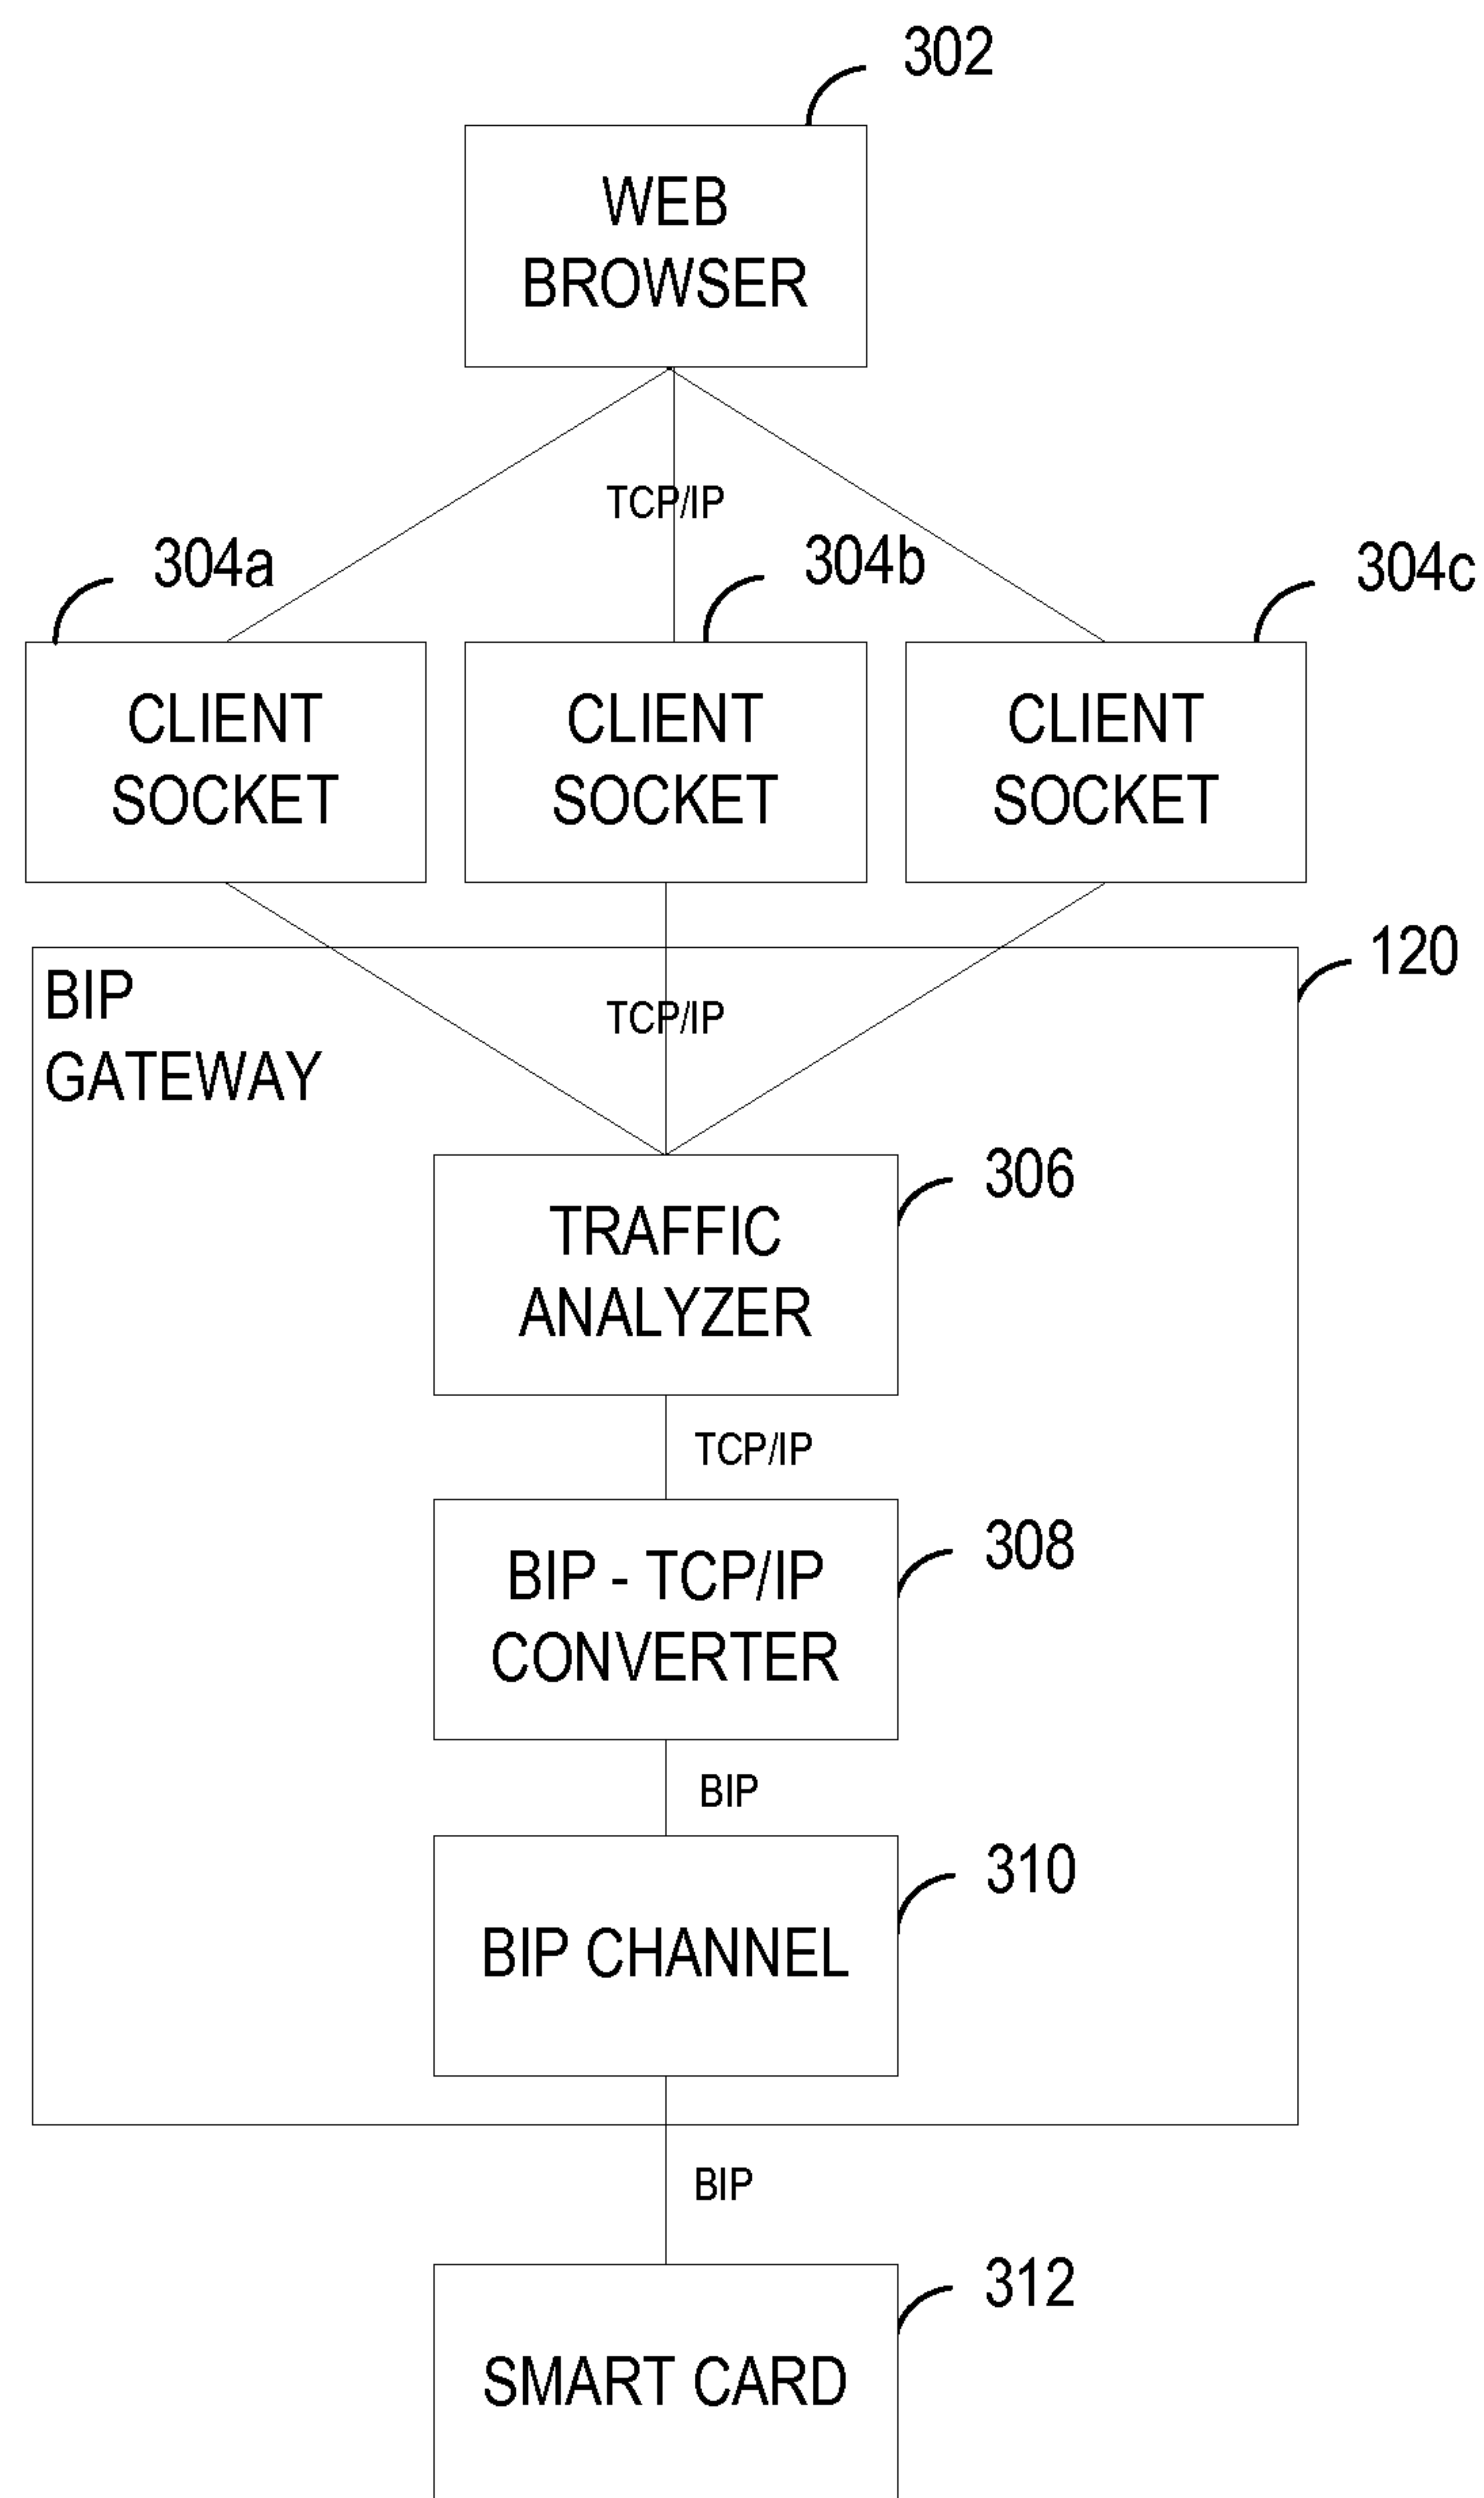 302
WEB
BROWSER
TCP/IP
304a
304b
304c
CLIENT
SOCKET
CLIENT
SOCKET
CLIENT
SOCKET
120
BIP
GATEWAY
TCP/IP
306
TRAFFIC
ANALYZER
TCP/IP
308
BIP - TCP/IP
CONVERTER
BIP
310
BIP CHANNEL
BIP
312
SMART CARD